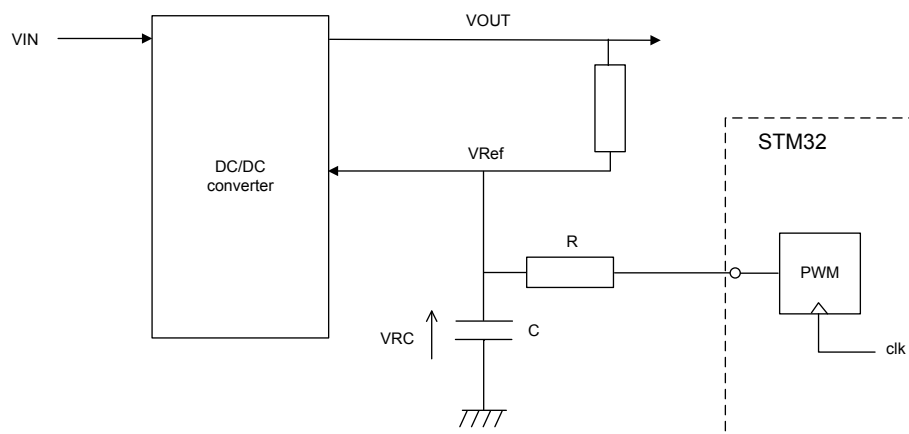 VOUT
VIN
STM32
VRef
DC/DC
converter
R
PWM
VRC
C
clk